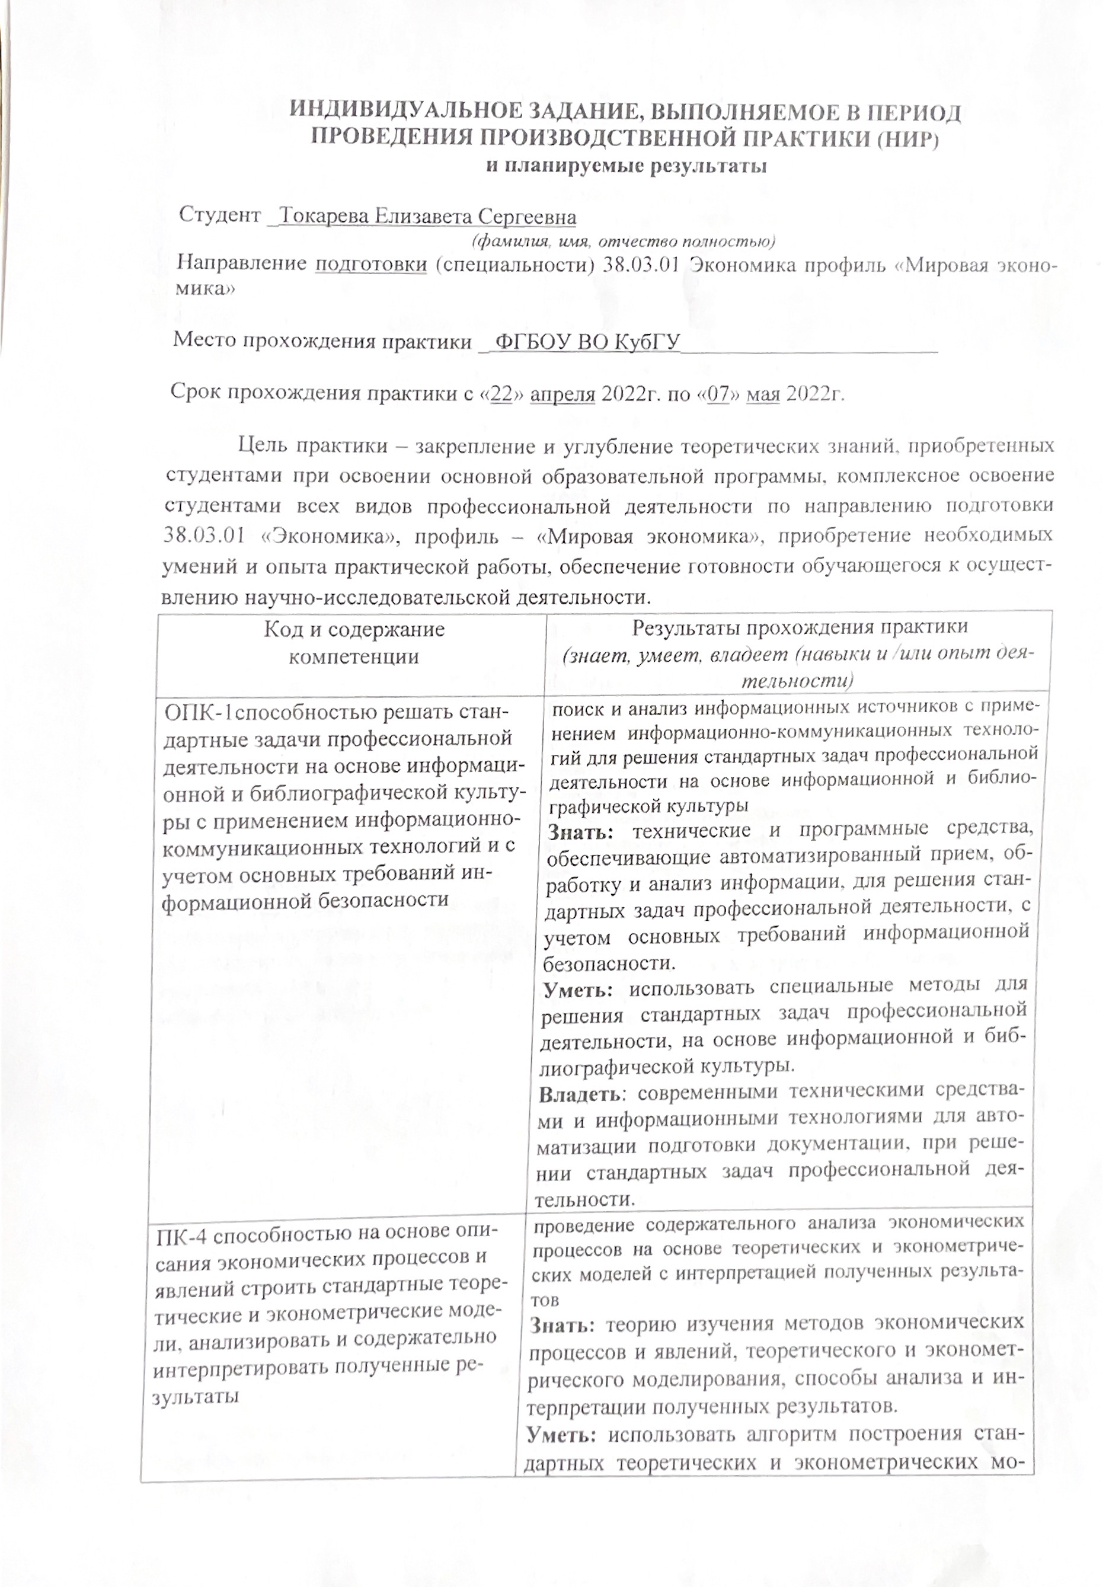 ИНДИВИДУАЛЬНОЕ ЗАДАНИЕ, ВЫПОЛНЯЕМОЕ В ПЕРИОД
ПРОВЕДЕНИЯ ПРОИЗВОДСТВЕННОЙ ПРАКТИКИ (НИР)
и планируемые результаты
Студент _Токарева Елизавета Сергеевна
(фамилия, имя, отчество полностью)
Направление подготовки (специальности) 38.03.01 Экономика профиль «Мировая эконо-
мика»
Место прохождения практики _ФГБОУ ВО КубГУ____________________
Срок прохождения практики с «22» апреля 2022г. по «07» мая 2022г.
Цель практики – закрепление и углубление теоретических знаний, приобретенных
студентами при освоении основной образовательной программы, комплексное освоение
студентами всех видов профессиональной деятельности по направлению подготовки
38.03.01 «Экономика», профиль – «Мировая экономика», приобретение необходимых
умений и опыта практической работы, обеспечение готовности обучающегося к осущест-
влению научно-исследовательской деятельности.
Код и содержание
компетенции
Результаты прохождения практики
(знает, умеет, владеет (навыки и /или опыт дея-
тельности)
ОПК-1способностью решать стан-
дартные задачи профессиональной
деятельности на основе информаци-
онной и библиографической культу-
ры с применением информационно-
коммуникационных технологий и с
учетом основных требований ин-
формационной безопасности
поиск и анализ информационных источников с приме-
нением информационно-коммуникационных техноло-
гий для решения стандартных задач профессиональной
деятельности на основе информационной и библио-
графической культуры
Знать: технические и программные средства,
обеспечивающие автоматизированный прием, об-
работку и анализ информации, для решения стан-
дартных задач профессиональной деятельности, с
учетом основных требований информационной
безопасности.
Уметь: использовать специальные методы для
решения стандартных задач профессиональной
деятельности, на основе информационной и биб-
лиографической культуры.
Владеть: современными техническими средства-
ми и информационными технологиями для авто-
матизации подготовки документации, при реше-
нии стандартных задач профессиональной дея-
тельности.
ПК-4 способностью на основе опи-
сания экономических процессов и
явлений строить стандартные теоре-
тические и эконометрические моде-
ли, анализировать и содержательно
интерпретировать полученные ре-
зультаты
проведение содержательного анализа экономических
процессов на основе теоретических и эконометриче-
ских моделей с интерпретацией полученных результа-
тов
Знать: теорию изучения методов экономических
процессов и явлений, теоретического и экономет-
рического моделирования, способы анализа и ин-
терпретации полученных результатов.
Уметь: использовать алгоритм построения стан-
дартных теоретических и эконометрических мо-